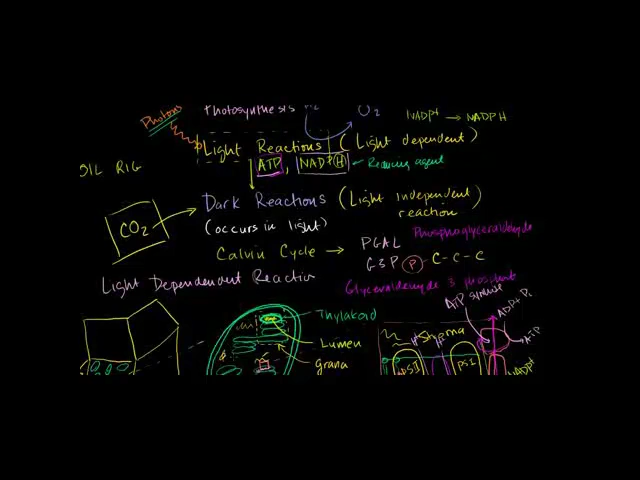 Photosynthesis
O2
NADP+ → NADPH
Photons
Light Reactions (Light dependent)
OIL RIG
ATP, NADPH ← Reducing agent
Dark Reactions (Light independent
reaction)
CO2
(occurs in light)
Calvin Cycle → PGAL Phosphoglyceraldehyde
G3P P - C - C - C
Light Dependent Reaction
Glyceraldehyde 3 phosphate
ATP synthase
ADP + Pi
Thylakoid
Stroma
ATP
Lumen
H+ H+
Grana
PSII PSI
NADP+